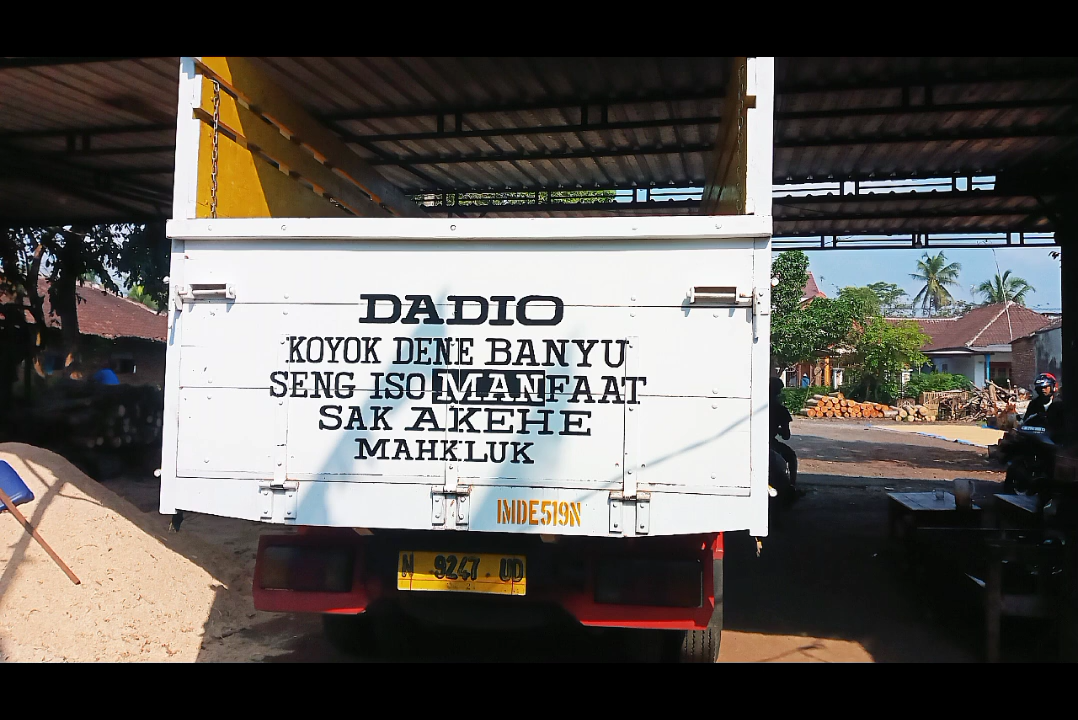 DADIO
KOYOK DENE BANYU
SENG ISO MANFAAT
SAK AKEHE
MAHKLUK
IMDE519N
N 9247 UD